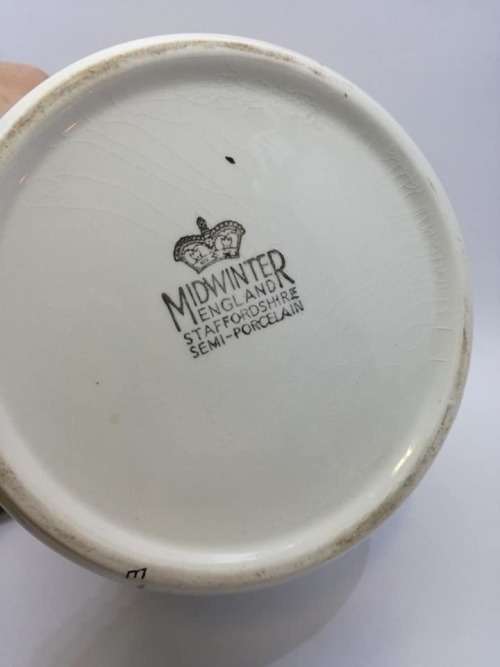 MIDWINTER
ENGLAND
STAFFORDSHIRE
SEMI-PORCELAIN
E